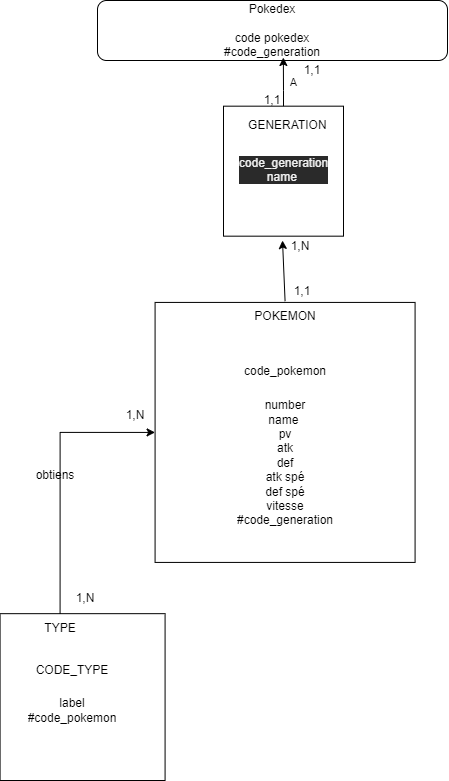 Pokedex
code pokedex
#code_generation
1,1
A
1,1
GENERATION
code_generation
name
1,N
1,1
POKEMON
code_pokemon
number
name
pv
atk
def
atk spé
def spé
vitesse
#code_generation
1,N
obtiens
1,N
TYPE
CODE_TYPE
label
#code_pokemon